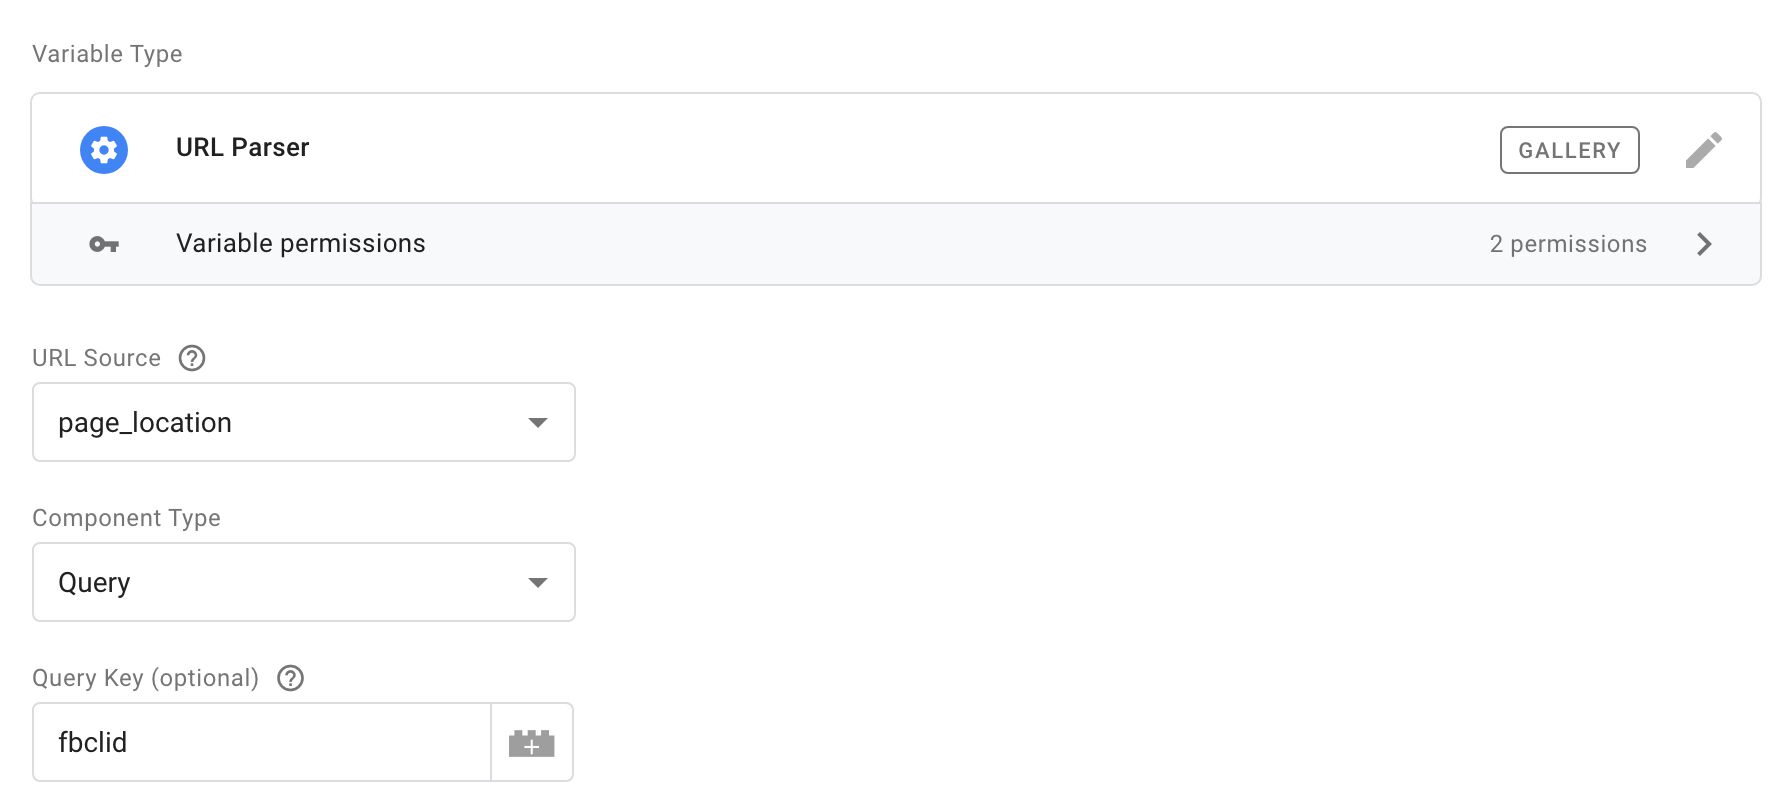 Variable Type
URL Parser
GALLERY
Variable permissions
2 permissions
URL Source
page_location
Component Type
Query
Query Key (optional)
fbclid